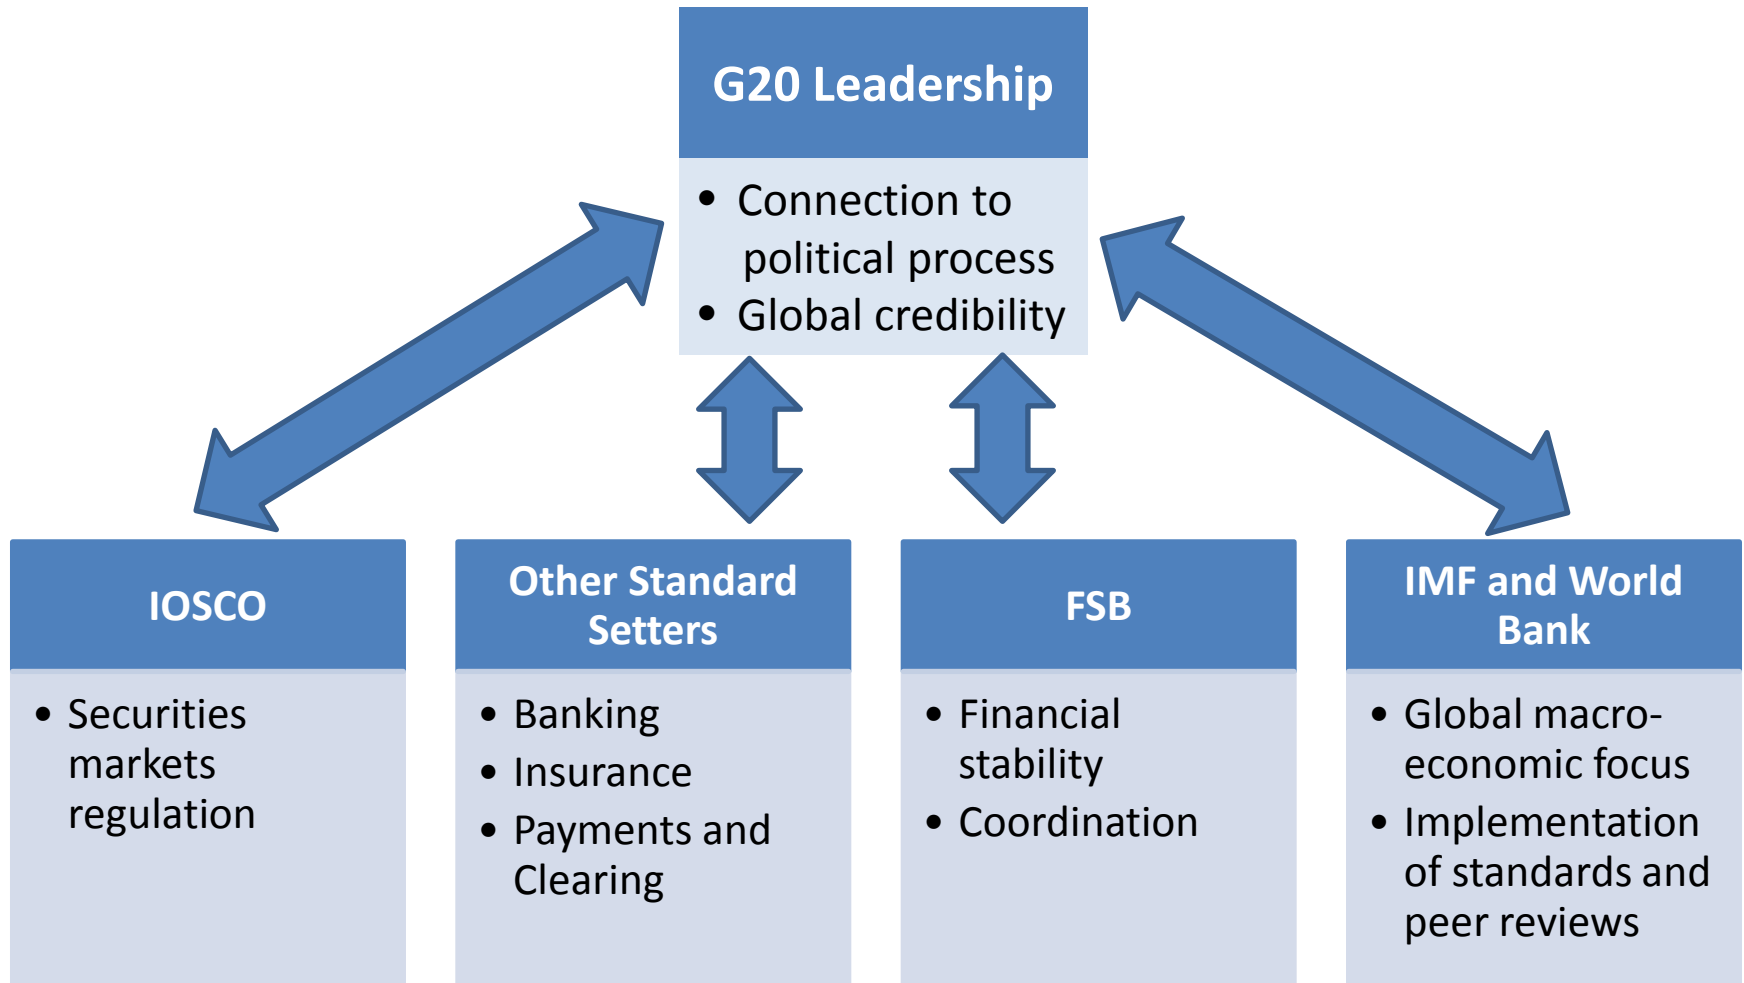 G20 Leadership
• Connection to
political process
• Global credibility
IOSCO
• Securities
markets
regulation
Other Standard
Setters
• Banking
• Insurance
• Payments and
Clearing
FSB
• Financial
stability
• Coordination
IMF and World
Bank
• Global macro-
economic focus
• Implementation
of standards and
peer reviews